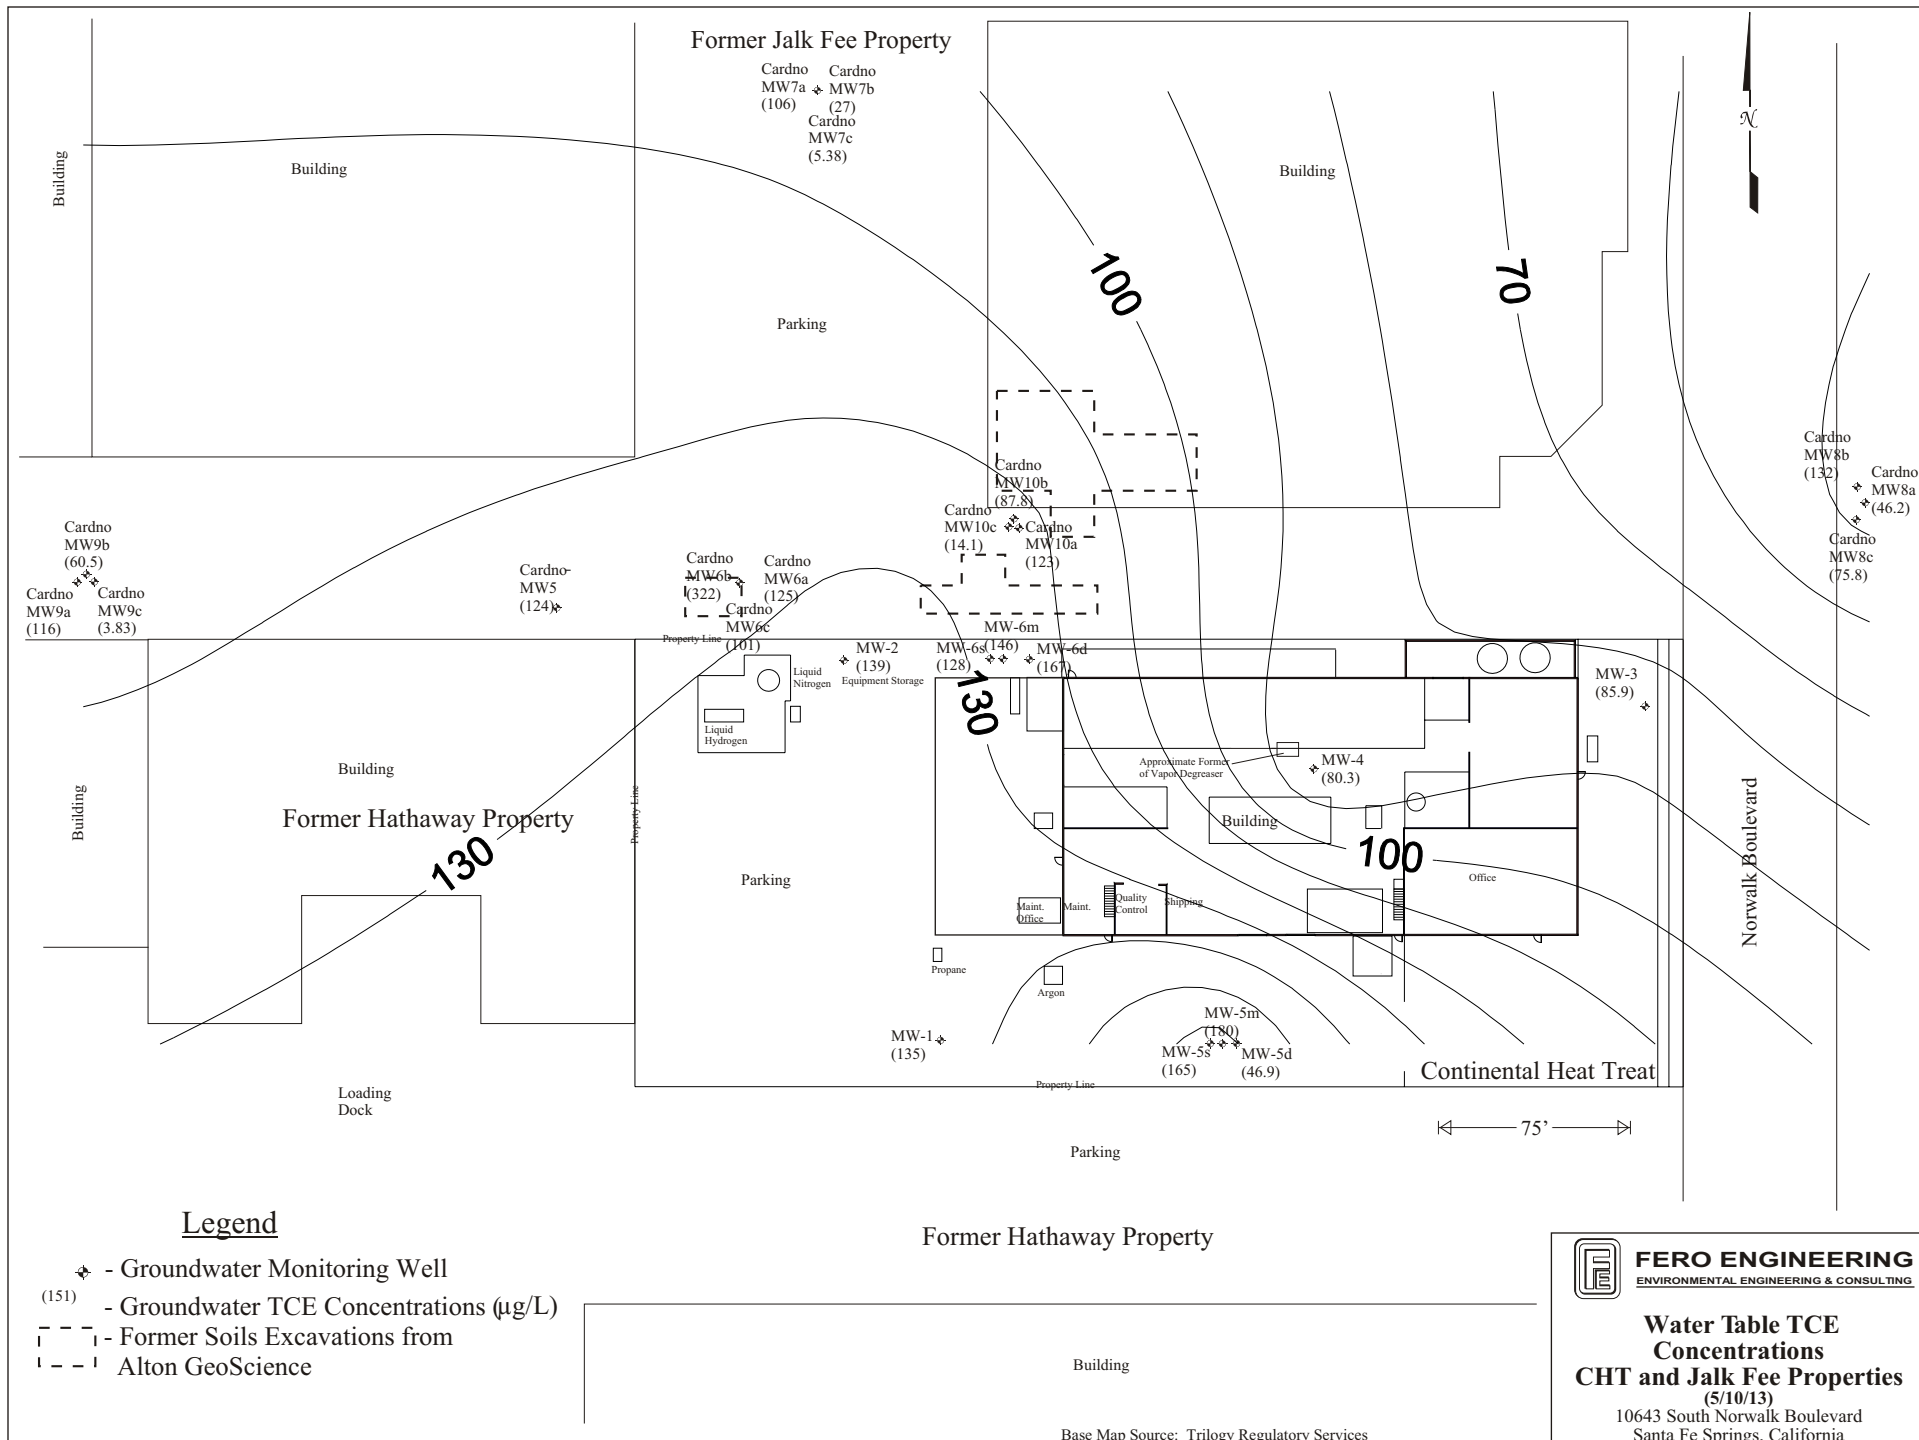 Former Jalk Fee Property
Cardno
MW7a
(106)
Cardno
MW7b
(27)
Cardno
MW7c
(5.38)
N
Building
Building
Building
Parking
100
70
Cardno
MW8b
(132)
Cardno
MW8a
(46.2)
Cardno
MW8c
(75.8)
Cardno
MW10b
(87.8)
Cardno
MW10c
(14.1)
Cardno
MW10a
(123)
Cardno
MW9b
(60.5)
Cardno
MW9a
(116)
Cardno
MW9c
(3.83)
Cardno
MW5
(124)
Cardno
MW6b
(322)
Cardno
MW6a
(125)
Cardno
MW6c
(101)
Property Line
MW-2
(139)
Equipment Storage
MW-6s
(128)
MW-6m
(146)
MW-6d
(167)
MW-3
(85.9)
Liquid
Nitrogen
Liquid
Hydrogen
130
Approximate Former
of Vapor Degreaser
MW-4
(80.3)
Building
Building
Former Hathaway Property
Property Line
Building
130
100
Parking
Office
Norwalk Boulevard
Maint.
Office
Maint.
Quality
Control
Shipping
Propane
Argon
MW-1
(135)
MW-5m
(180)
MW-5s
(165)
MW-5d
(46.9)
Continental Heat Treat
Property Line
Loading
Dock
75’
Parking
Former Hathaway Property
Legend
- Groundwater Monitoring Well
(151)
- Groundwater TCE Concentrations (µg/L)
- Former Soils Excavations from
Alton GeoScience
Building
Base Map Source: Trilogy Regulatory Services
FE
FERO ENGINEERING
ENVIRONMENTAL ENGINEERING & CONSULTING
Water Table TCE
Concentrations
CHT and Jalk Fee Properties
(5/10/13)
10643 South Norwalk Boulevard
Santa Fe Springs, California